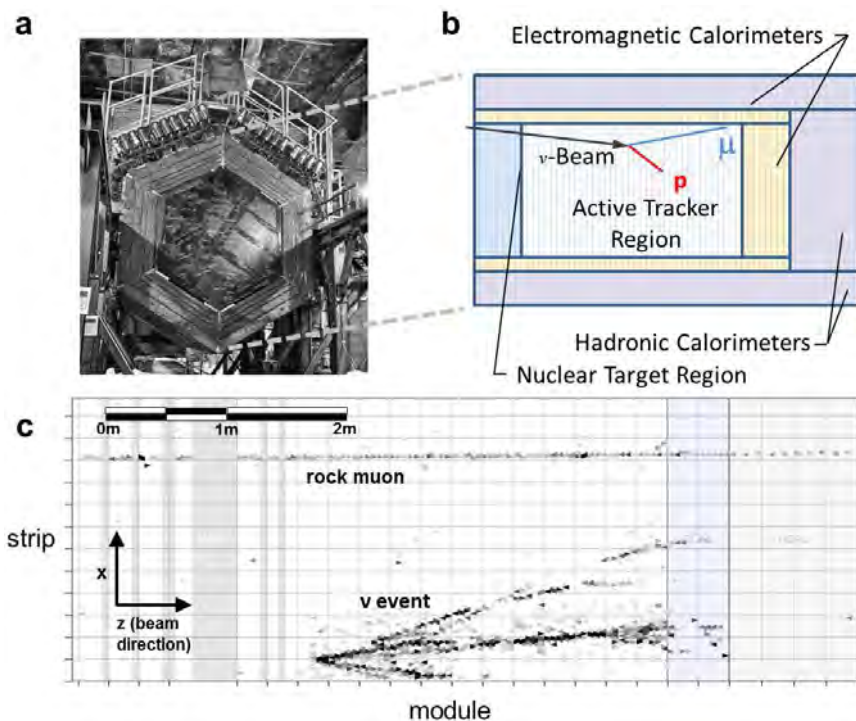 a
b
Electromagnetic Calorimeters
ν-Beam
μ
p
Active Tracker
Region
Hadronic Calorimeters
Nuclear Target Region
c
0m 1m 2m
rock muon
strip
x
ν event
z (beam
direction)
module